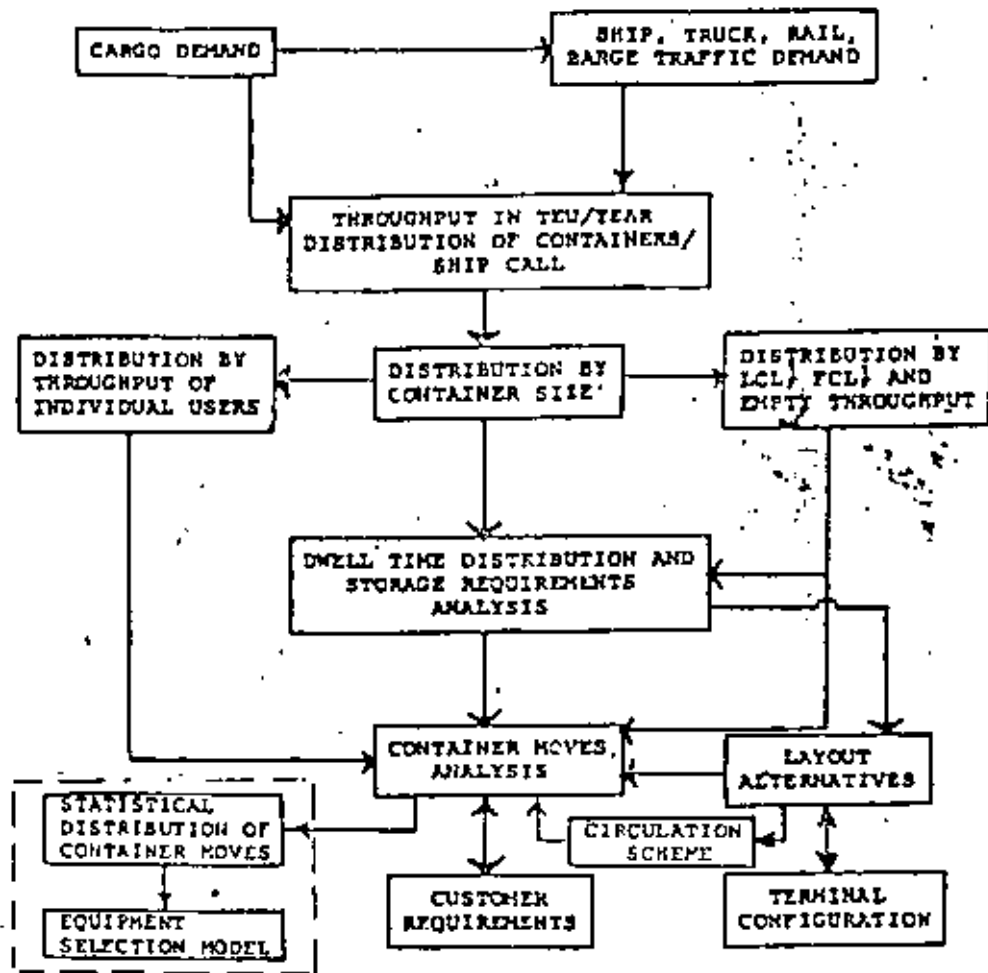 CARGO DEMAND
SHIP, TRUCK, RAIL,
BARGE TRAFFIC DEMAND
THROUGHPUT IN TEU/YEAR
DISTRIBUTION OF CONTAINERS/
SHIP CALL
DISTRIBUTION BY
THROUGHPUT OF
INDIVIDUAL USERS
DISTRIBUTION BY
CONTAINER SIZE
DISTRIBUTION BY
LCL, FCL, AND
EMPTY THROUGHPUT
DWELL TIME DISTRIBUTION AND
STORAGE REQUIREMENTS
ANALYSIS
CONTAINER MOVES
ANALYSIS
LAYOUT
ALTERNATIVES
STATISTICAL
DISTRIBUTION OF
CONTAINER MOVES
CIRCULATION
SCHEME
EQUIPMENT
SELECTION MODEL
CUSTOMER
REQUIREMENTS
TERMINAL
CONFIGURATION